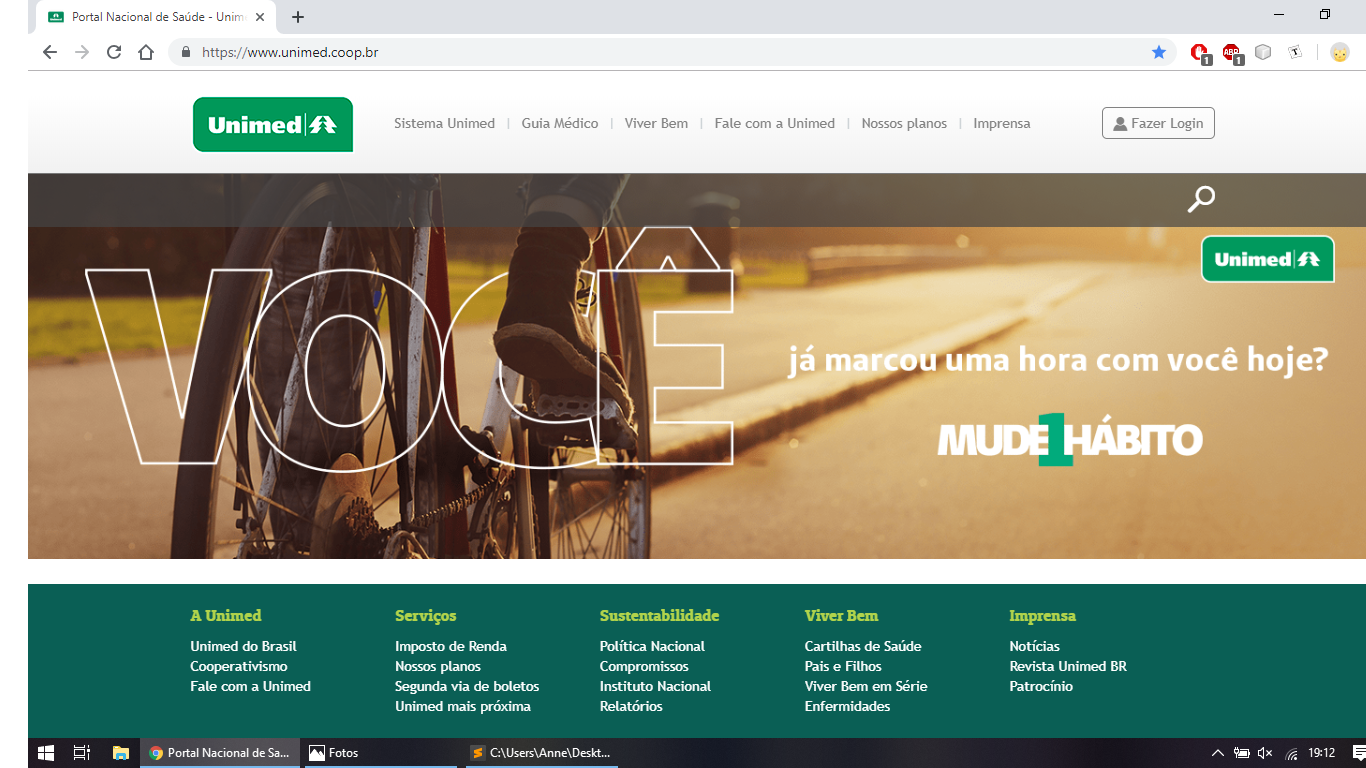 Portal Nacional de Saúde - Unim
https://www.unimed.coop.br
1
ABP
1
T
Unimed
Sistema Unimed
Guia Médico
Viver Bem
Fale com a Unimed
Nossos planos
Imprensa
Fazer Login
Unimed
VOCÊ
já marcou uma hora com você hoje?
MUDE1HÁBITO
A Unimed
Unimed do Brasil
Cooperativismo
Fale com a Unimed
Serviços
Imposto de Renda
Nossos planos
Segunda via de boletos
Unimed mais próxima
Sustentabilidade
Política Nacional
Compromissos
Instituto Nacional
Relatórios
Viver Bem
Cartilhas de Saúde
Pais e Filhos
Viver Bem em Série
Enfermidades
Imprensa
Notícias
Revista Unimed BR
Patrocínio
Portal Nacional de Sa...
Fotos
C:\Users\Anne\Deskt...
19:12